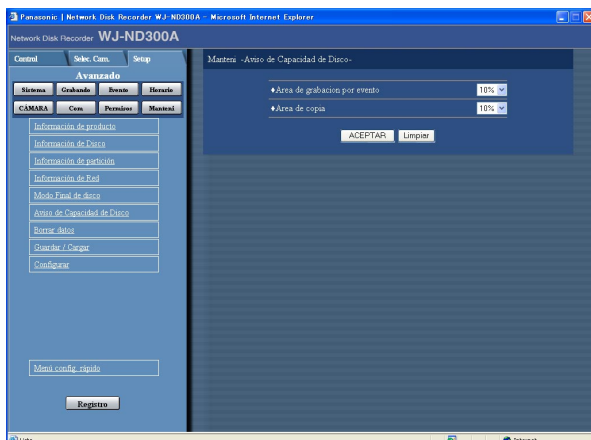 Panasonic | Network Disk Recorder WJ-ND300A - Microsoft Internet Explorer
Network Disk Recorder WJ-ND300A
Control Selec. Cam. Setup
Avanzado
Sistema Grabando Evento Horario
CÁMARA Com Permisos Manteni
Información de producto
Información de Disco
Información de partición
Información de Red
Modo Final de disco
Aviso de Capacidad de Disco
Borrar datos
Guardar / Cargar
Configurar
Menú config. rápido
Registro
Manteni -Aviso de Capacidad de Disco-
♦Area de grabacion por evento 10%
♦Area de copia 10%
ACEPTAR Limpiar
Internet